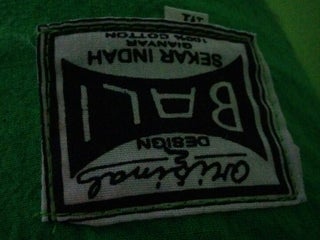 original
DESIGN
BALI
SEKAR INDAH
GIANYAR
100% COTTON